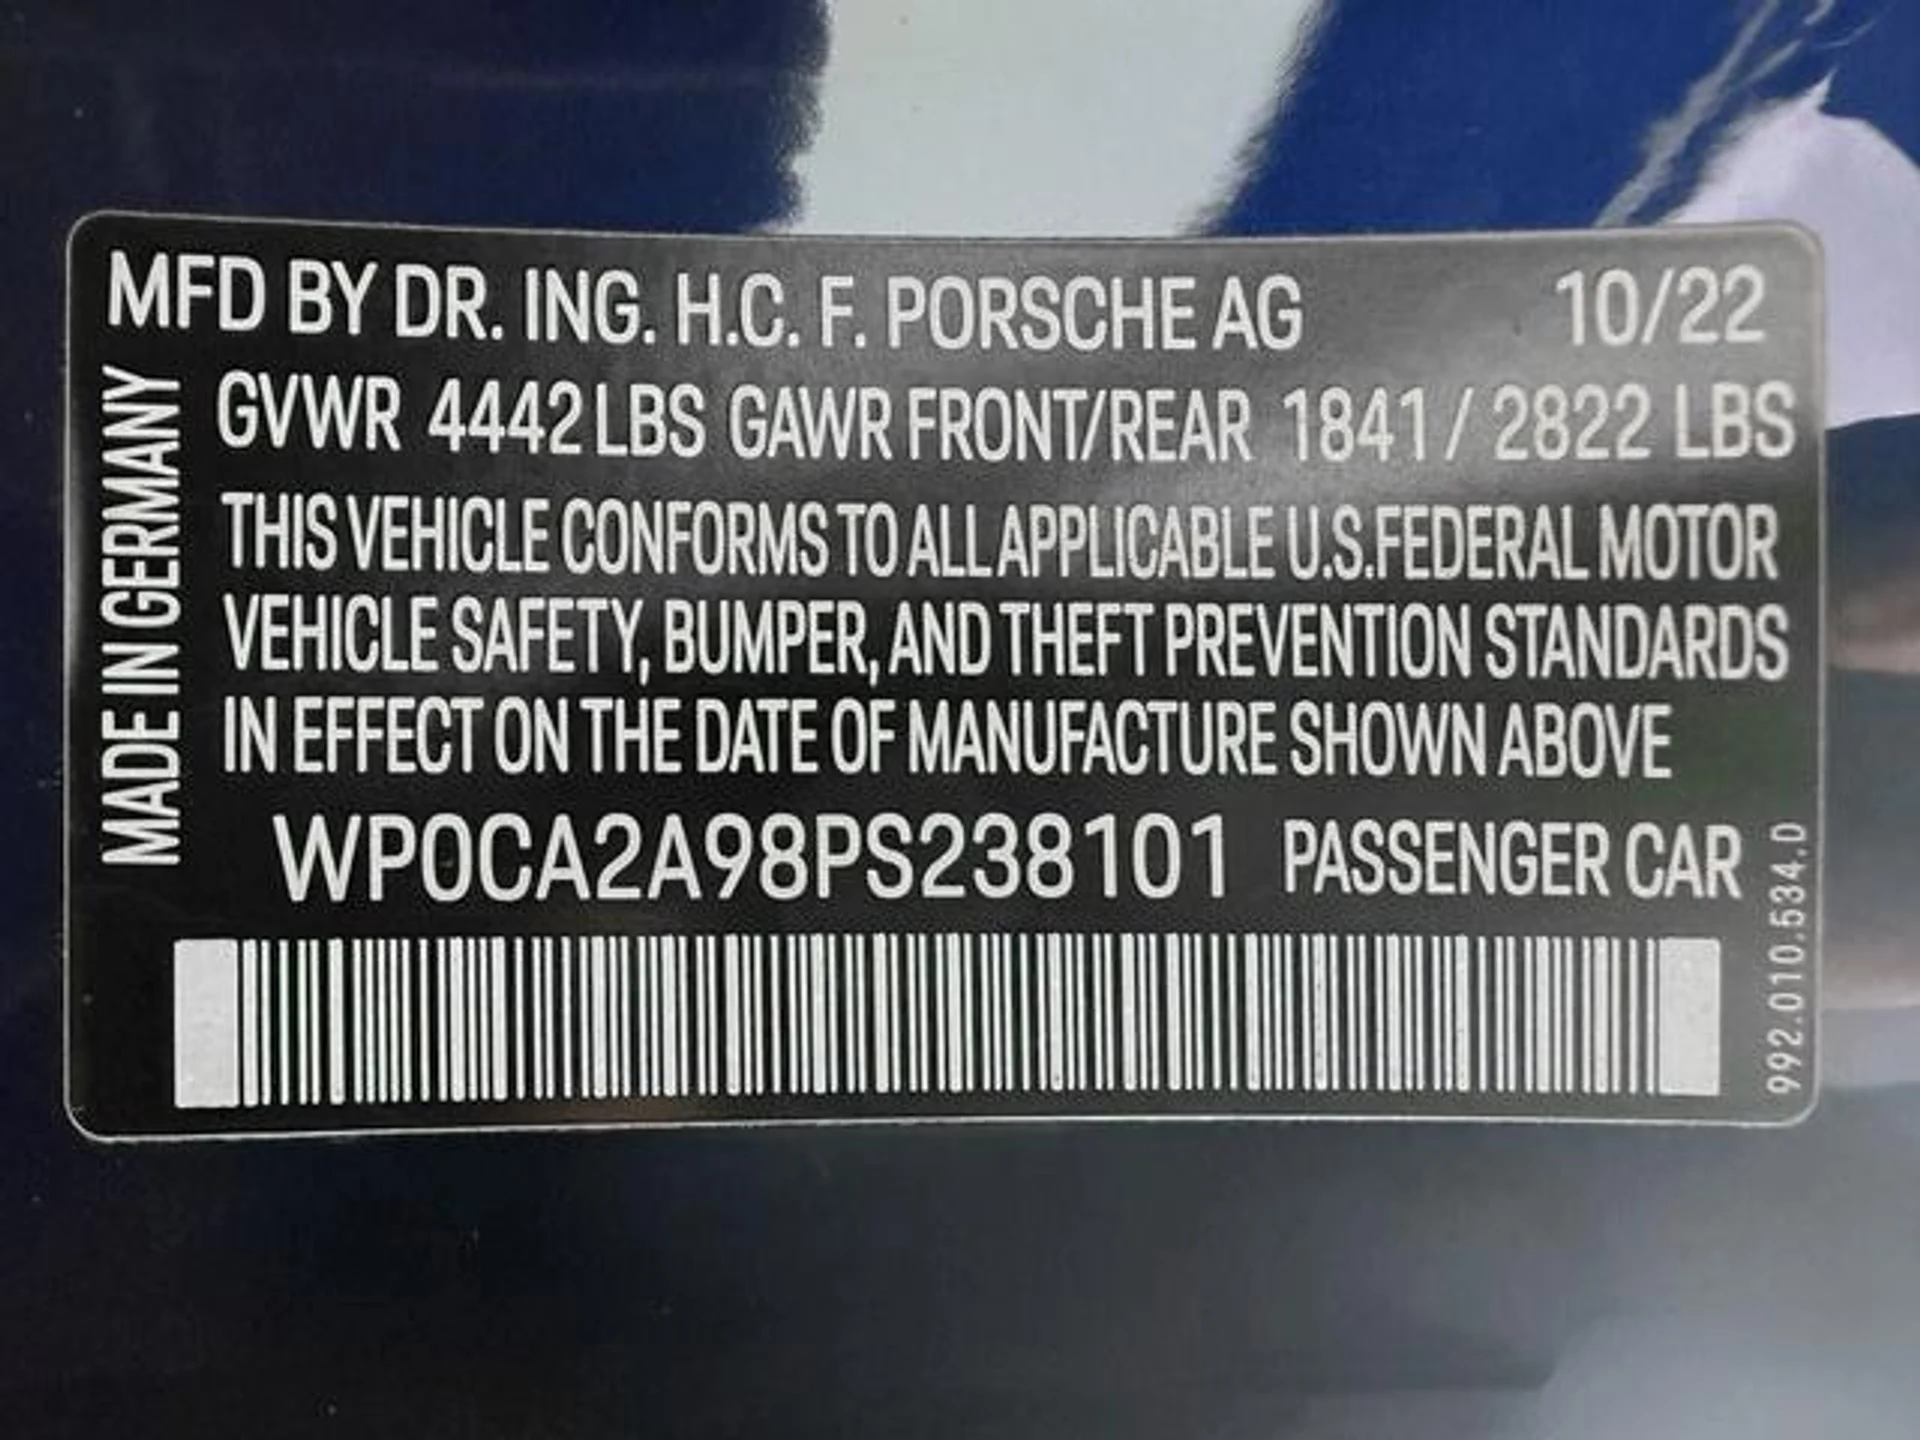 MFD BY DR. ING. H.C. F. PORSCHE AG 10/22
MADE IN GERMANY
GVWR 4442 LBS GAWR FRONT/REAR 1841 / 2822 LBS
THIS VEHICLE CONFORMS TO ALL APPLICABLE U.S.FEDERAL MOTOR
VEHICLE SAFETY, BUMPER, AND THEFT PREVENTION STANDARDS
IN EFFECT ON THE DATE OF MANUFACTURE SHOWN ABOVE
WP0CA2A98PS238101 PASSENGER CAR
992.010.534.0